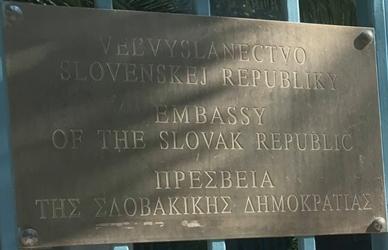 VEĽVYSLANECTVO
SLOVENSKEJ REPUBLIKY
EMBASSY
OF THE SLOVAK REPUBLIC
ΠΡΕΣΒΕΙΑ
ΤΗΣ ΣΛΟΒΑΚΙΚΗΣ ΔΗΜΟΚΡΑΤΙΑΣ